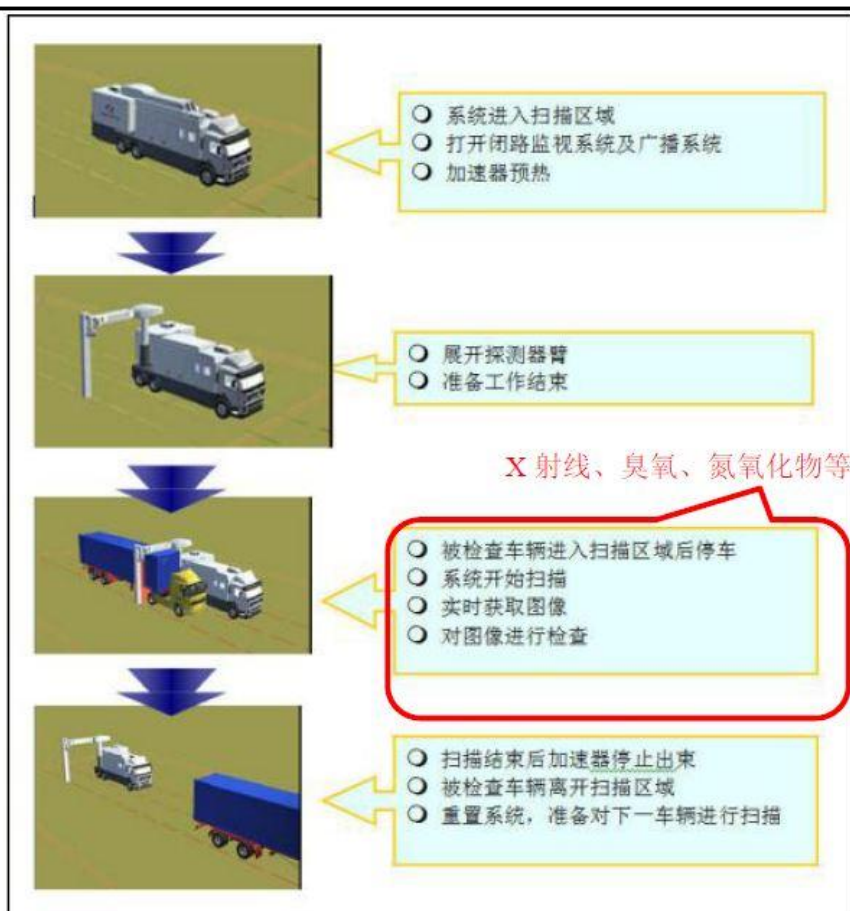 系统进入扫描区域
打开闭路监视系统及广播系统
加速器预热
展开探测器臂
准备工作结束
X 射线、臭氧、氮氧化物等
被检查车辆进入扫描区域后停车
系统开始扫描
实时获取图像
对图像进行检查
扫描结束后加速器停止出束
被检查车辆离开扫描区域
重置系统，准备对下一车辆进行扫描